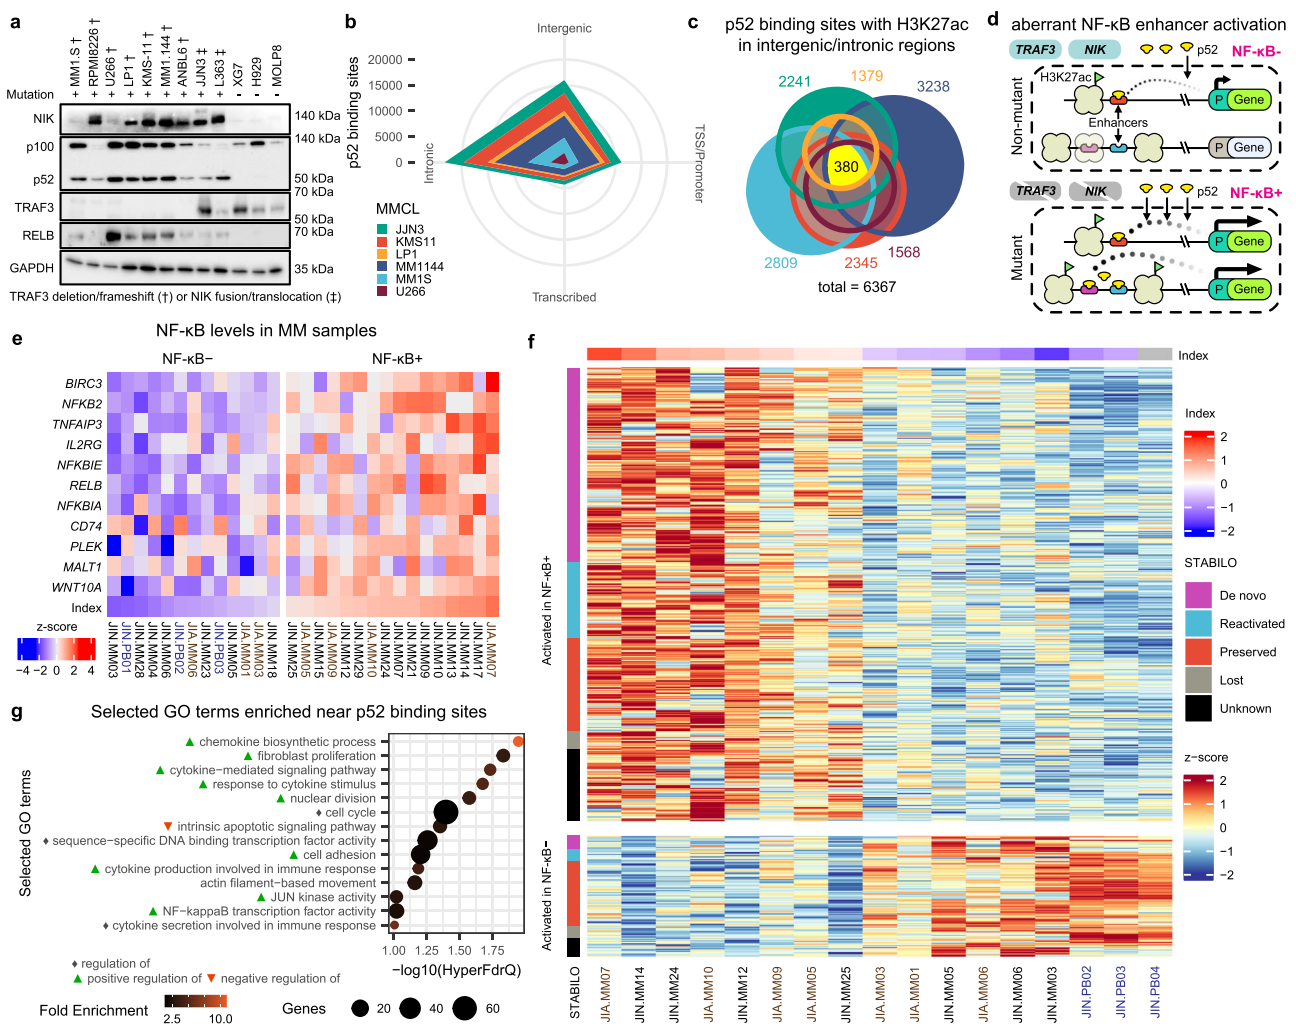 a
MM1.S †
RPMI8226 †
U266 †
LP1 †
KMS-11 †
MM1.144 †
ANBL6 †
JJN3 ‡
L363 ‡
XG7
H929
MOLP8
Mutation + + + + + + + + + - - -
NIK
140 kDa
p100
140 kDa
p52
50 kDa
70 kDa
TRAF3
50 kDa
RELB
70 kDa
GAPDH
35 kDa
TRAF3 deletion/frameshift (†) or NIK fusion/translocation (‡)
b
Intergenic
p52 binding sites
20000
15000
10000
5000
0
Intronic
TSS/Promoter
Transcribed
MMCL
JJN3
KMS11
LP1
MM1144
MM1S
U266
c
p52 binding sites with H3K27ac
in intergenic/intronic regions
2241
1379
3238
380
2809
2345
1568
total = 6367
d
aberrant NF-κB enhancer activation
TRAF3
NIK
p52
NF-κB-
Non-mutant
H3K27ac
P
Gene
Enhancers
P
Gene
TRAF3
NIK
p52
NF-κB+
Mutant
P
Gene
P
Gene
e
NF-κB levels in MM samples
NF-κB−
NF-κB+
BIRC3
NFKB2
TNFAIP3
IL2RG
NFKBIE
RELB
NFKBIA
CD74
PLEK
MALT1
WNT10A
Index
JIN.MM03
JIN.PB01
JIN.MM28
JIN.MM04
JIN.MM06
JIN.PB02
JIA.MM06
JIN.MM23
JIN.PB03
JIN.MM05
JIA.MM01
JIA.MM03
JIN.MM18
JIN.MM25
JIA.MM05
JIN.MM15
JIA.MM09
JIN.MM12
JIN.MM29
JIA.MM10
JIN.MM24
JIN.MM07
JIN.MM21
JIN.MM09
JIN.MM10
JIN.MM13
JIN.MM14
JIN.MM17
JIA.MM07
z-score
−4 −2 0 2 4
f
Index
Activated in NF-κB+
Activated in NF-κB−
STABILO
JIA.MM07
JIN.MM14
JIN.MM24
JIA.MM10
JIN.MM12
JIA.MM09
JIA.MM05
JIN.MM25
JIA.MM03
JIA.MM01
JIN.MM05
JIA.MM06
JIN.MM06
JIN.MM03
JIN.PB02
JIN.PB03
JIN.PB04
Index
2
1
0
−1
−2
STABILO
De novo
Reactivated
Preserved
Lost
Unknown
z−score
2
1
0
−1
−2
g
Selected GO terms enriched near p52 binding sites
Selected GO terms
▲ chemokine biosynthetic process
▲ fibroblast proliferation
▲ cytokine−mediated signaling pathway
▲ response to cytokine stimulus
▲ nuclear division
♦ cell cycle
▼ intrinsic apoptotic signaling pathway
♦ sequence−specific DNA binding transcription factor activity
▲ cell adhesion
▲ cytokine production involved in immune response
actin filament−based movement
▲ JUN kinase activity
▲ NF−kappaB transcription factor activity
♦ cytokine secretion involved in immune response
1.00 1.25 1.50 1.75
−log10(HyperFdrQ)
♦ regulation of
▲ positive regulation of ▼ negative regulation of
Fold Enrichment
2.5 10.0
Genes 20 40 60